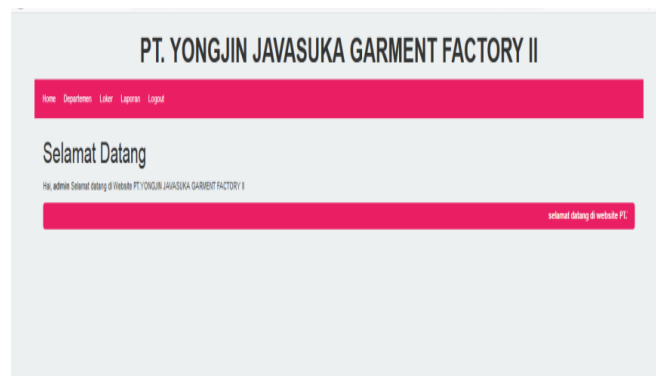 PT. YONGJIN JAVASUKA GARMENT FACTORY II
Home Departemen Loker Laporan Logout
Selamat Datang
Hai, admin Selamat datang di Website PT.YONGJIN JAVASUKA GARMENT FACTORY II
selamat datang di website PT.